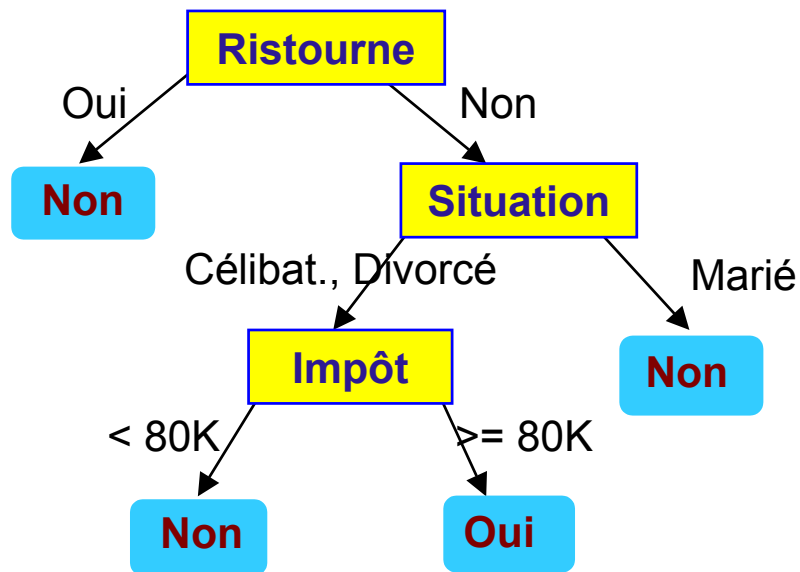 Ristourne
Oui
Non
Non
Situation
Célibat., Divorcé
Marié
Impôt
Non
< 80K
>= 80K
Non
Oui